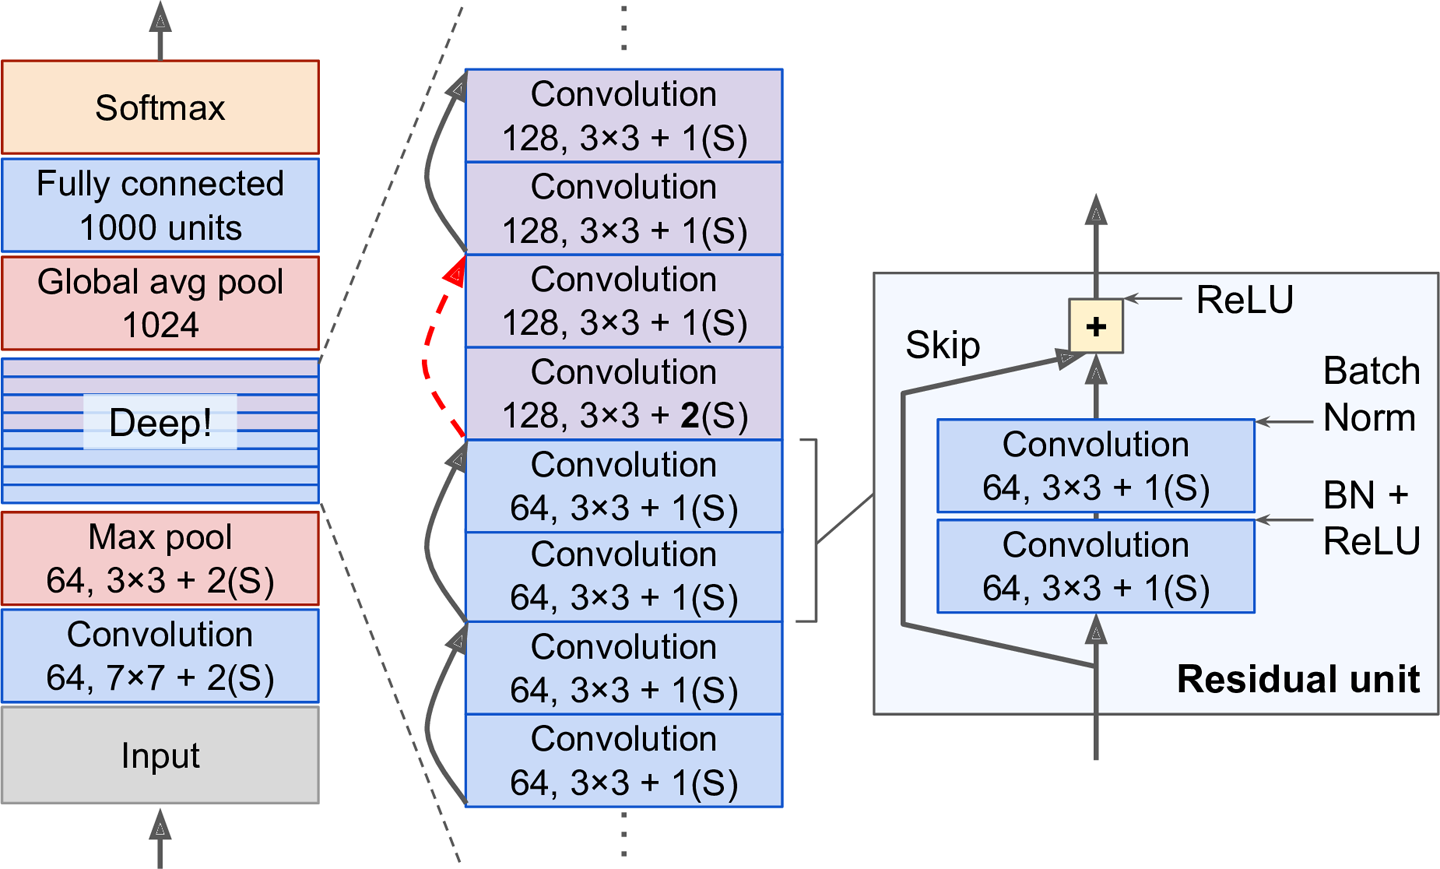 Softmax
Fully connected
1000 units
Global avg pool
1024
Deep!
Max pool
64, 3×3 + 2(S)
Convolution
64, 7×7 + 2(S)
Input
Convolution
128, 3×3 + 1(S)
Convolution
128, 3×3 + 1(S)
Convolution
128, 3×3 + 1(S)
Convolution
128, 3×3 + 2(S)
Convolution
64, 3×3 + 1(S)
Convolution
64, 3×3 + 1(S)
Convolution
64, 3×3 + 1(S)
Convolution
64, 3×3 + 1(S)
ReLU
+
Skip
Batch
Norm
Convolution
64, 3×3 + 1(S)
BN +
ReLU
Convolution
64, 3×3 + 1(S)
Residual unit